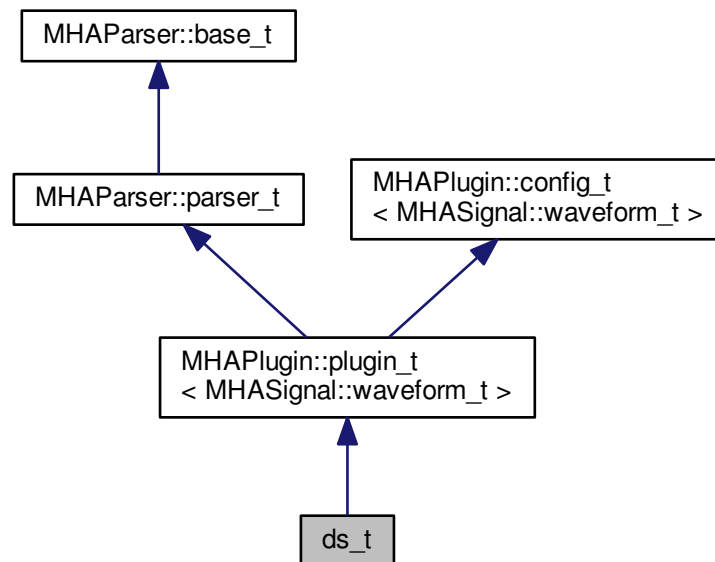 MHAParser::base_t
MHAPlugin::config_t
< MHASignal::waveform_t >
MHAParser::parser_t
MHAPlugin::plugin_t
< MHASignal::waveform_t >
ds_t